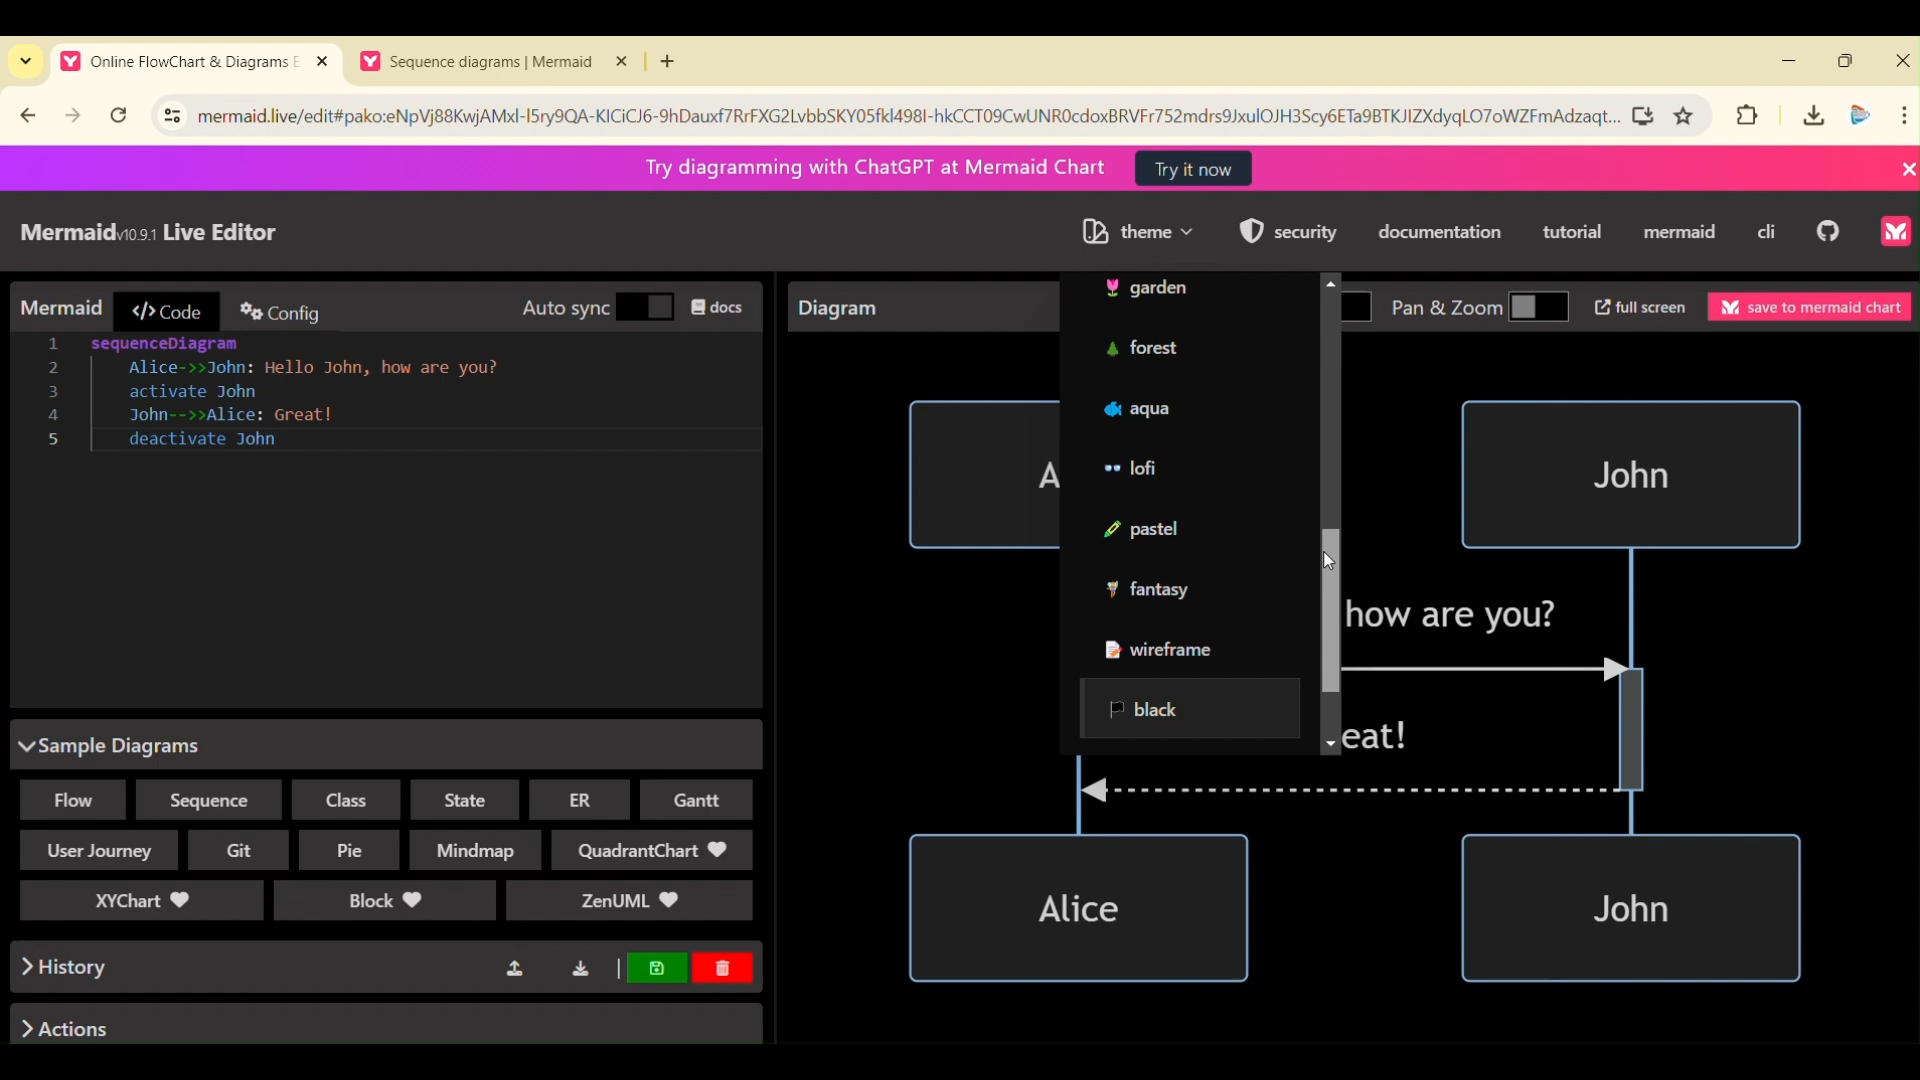 Online FlowChart & Diagrams E
Sequence diagrams | Mermaid
mermaid.live/edit#pako:eNpVj88KwjAMxl-I5ry9QA-KICiCJ6-9hDauxf7RrFXG2LvbbSKY05fkl498I-hkCCT09CwUNR0cdoxBRVFr752mdrs9JxulOJH3Scy6ETa9BTKJIZXdyqLO7oWZFmAdzaqt...
Try diagramming with ChatGPT at Mermaid Chart
Try it now
Mermaid v10.9.1 Live Editor
theme
security
documentation
tutorial
mermaid
cli
Mermaid
</> Code
Config
Auto sync
docs
Diagram
Pan & Zoom
full screen
save to mermaid chart
1 sequenceDiagram
2 Alice->>John: Hello John, how are you?
3 activate John
4 John-->>Alice: Great!
5 deactivate John
garden
forest
aqua
lofi
pastel
fantasy
wireframe
black
A
John
how are you?
eat!
Alice
John
Sample Diagrams
Flow
Sequence
Class
State
ER
Gantt
User Journey
Git
Pie
Mindmap
QuadrantChart
XYChart
Block
ZenUML
History
Actions